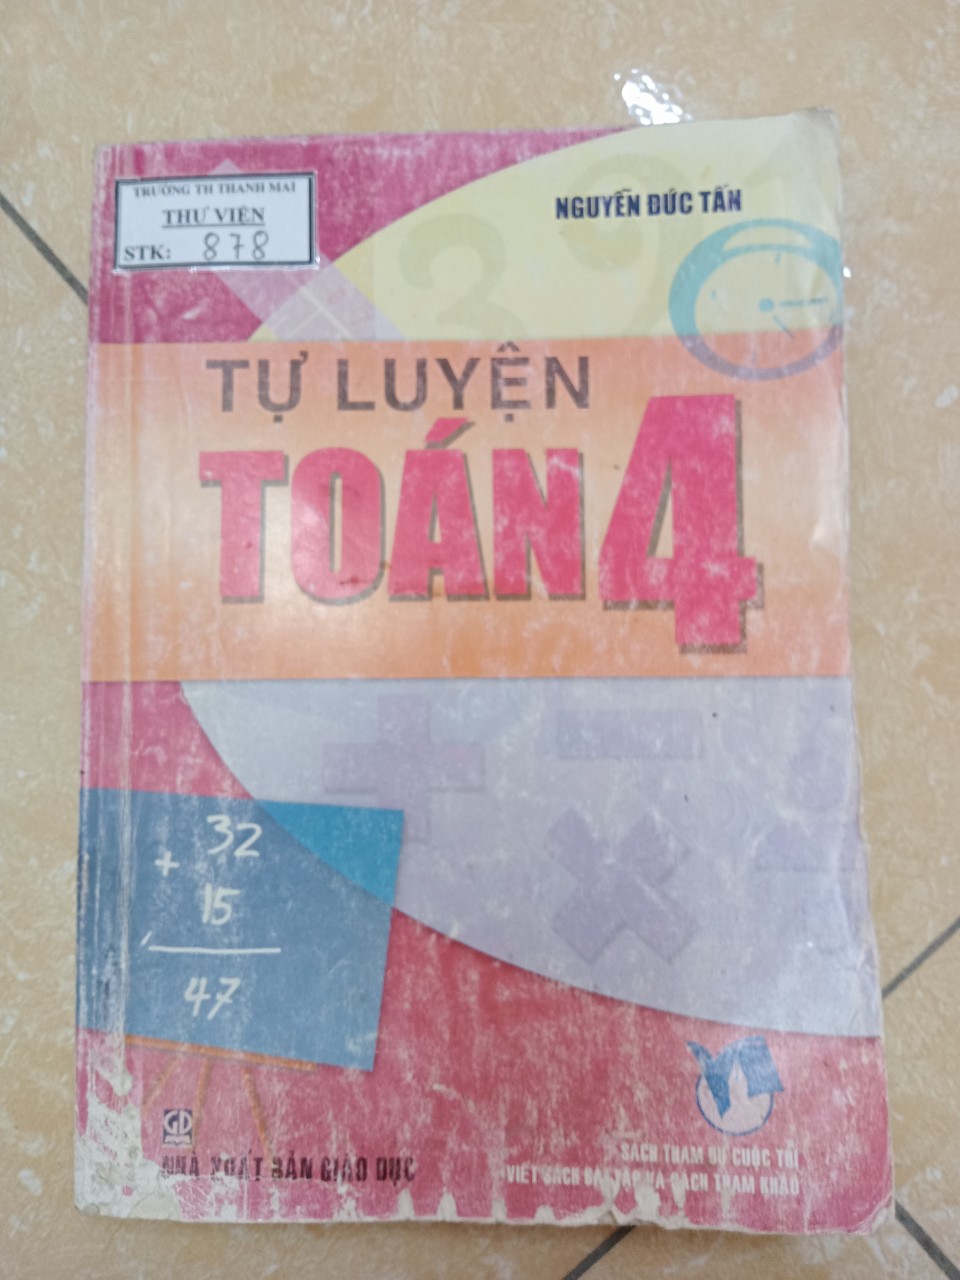 TRƯỜNG TH THANH MAI
THƯ VIỆN
STK: 878
NGUYỄN ĐỨC TẤN
TỰ LUYỆN
TOÁN 4
32
+
15
47
GD
NHÀ XUẤT BẢN GIÁO DỤC
SÁCH THAM DỰ CUỘC THI
VIẾT SÁCH BÀI TẬP VÀ SÁCH THAM KHẢO